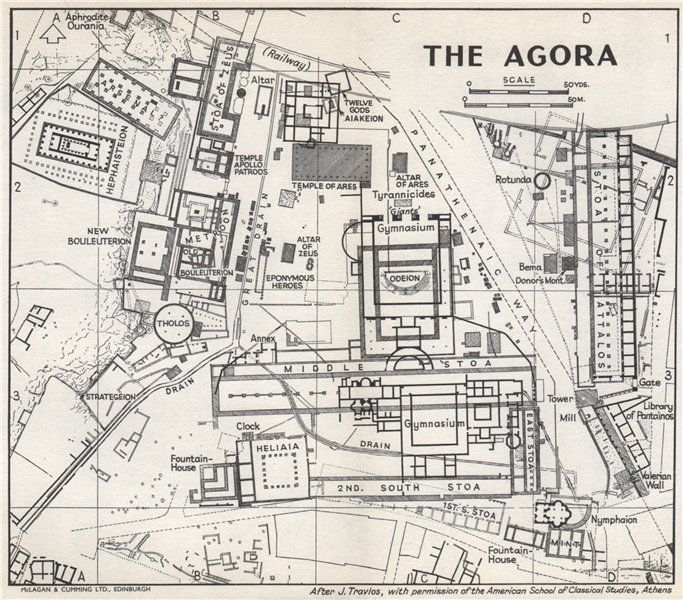 A
B
C
D
1
1
Aphrodite
Ourania
(Railway)
THE AGORA
SCALE
0
50 YDS.
0
50 M.
STOA OF ZEUS
Altar
TWELVE
GODS
AIAKEION
HEPHAISTEION
TEMPLE
APOLLO
PATROOS
TEMPLE OF ARES
ALTAR
OF ARES
PANATHENAIC WAY
Rotunda
2
2
Tyrannicides
'Giants'
Gymnasium
STOA OF ATTALOS
NEW
BOULEUTERION
METROON
OLD
BOULEUTERION
GREAT DRAIN
ALTAR
OF
ZEUS
EPONYMOUS
HEROES
ODEION
Bema
Donor's Mont.
THOLOS
Annex
MIDDLE STOA
3
3
STRATEGEION
DRAIN
Gate
Tower
Mill
Library
of Pantainos
Gymnasium
EAST STOA
Clock
HELIAIA
DRAIN
Fountain-
House
2ND. SOUTH STOA
Valerian
Wall
1ST S. STOA
Nymphaion
Fountain-
House
MINT
A
B
C
D
McLAGAN & CUMMING LTD., EDINBURGH
After J. Travlos, with permission of the American School of Classical Studies, Athens